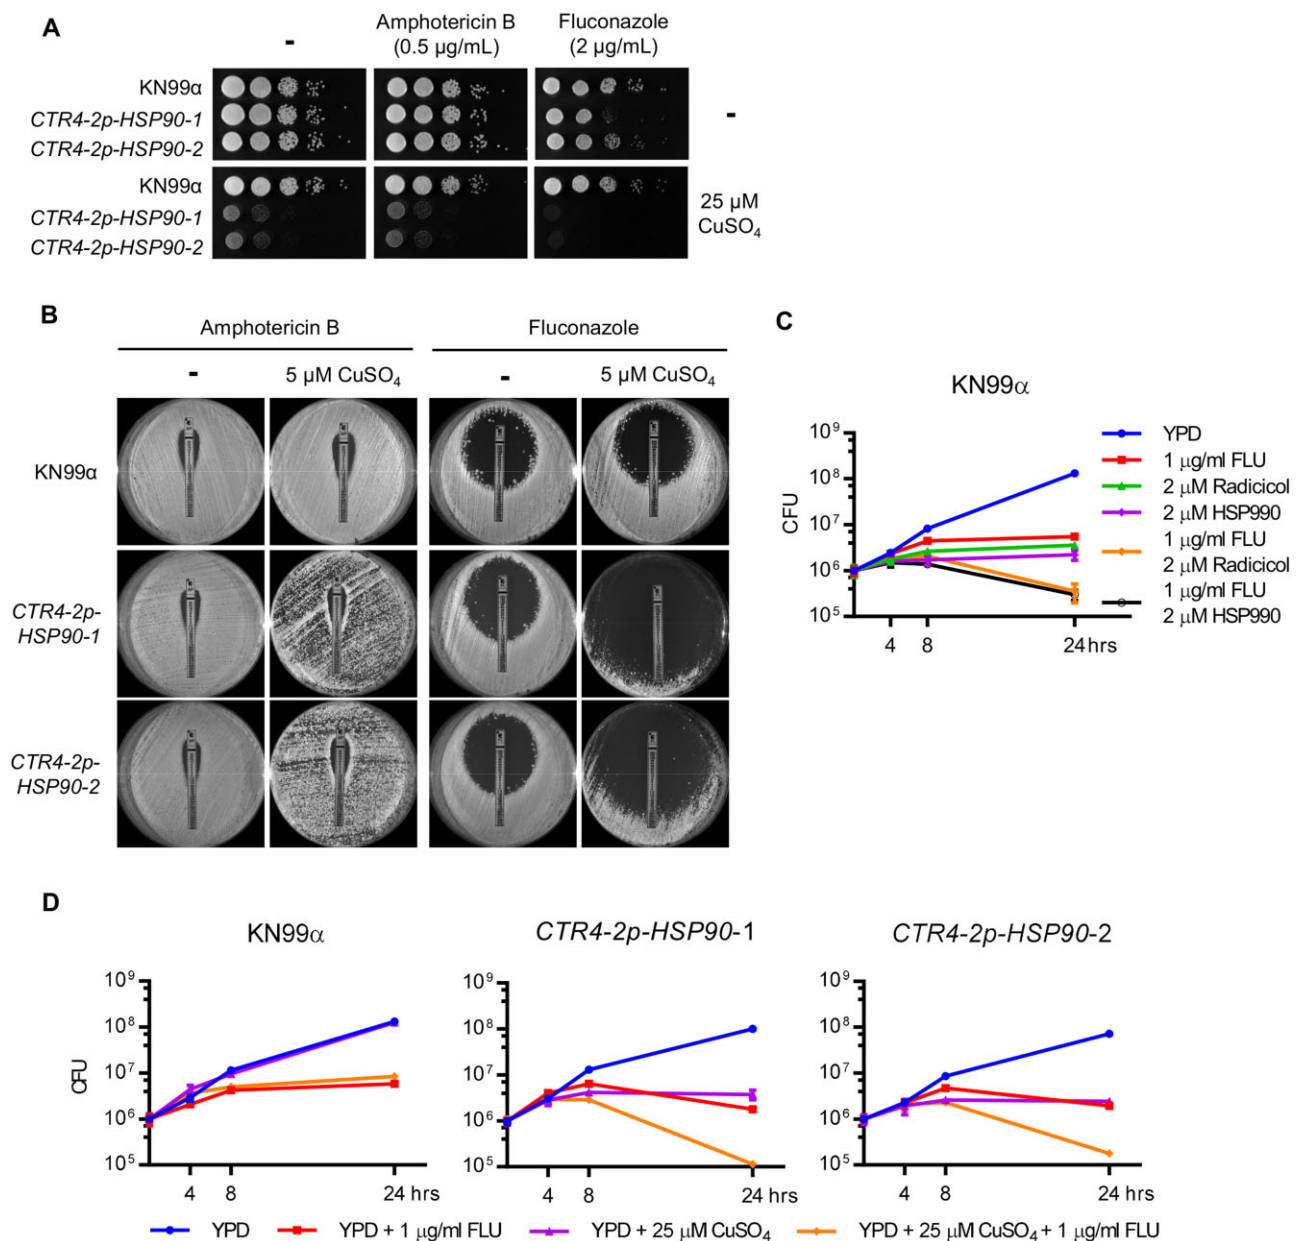 A
-
Amphotericin B
(0.5 µg/mL)
Fluconazole
(2 µg/mL)
KN99α
CTR4-2p-HSP90-1
CTR4-2p-HSP90-2
-
KN99α
CTR4-2p-HSP90-1
CTR4-2p-HSP90-2
25 µM
CuSO₄
B
Amphotericin B
Fluconazole
-
5 µM CuSO₄
-
5 µM CuSO₄
KN99α
CTR4-2p-
HSP90-1
CTR4-2p-
HSP90-2
C
KN99α
CFU
10⁹
10⁸
10⁷
10⁶
10⁵
4
8
24 hrs
YPD
1 µg/ml FLU
2 µM Radicicol
2 µM HSP990
1 µg/ml FLU
2 µM Radicicol
1 µg/ml FLU
2 µM HSP990
D
KN99α
CFU
10⁹
10⁸
10⁷
10⁶
10⁵
4
8
24 hrs
CTR4-2p-HSP90-1
10⁹
10⁸
10⁷
10⁶
10⁵
4
8
24 hrs
CTR4-2p-HSP90-2
10⁹
10⁸
10⁷
10⁶
10⁵
4
8
24 hrs
YPD
YPD + 1 µg/ml FLU
YPD + 25 µM CuSO₄
YPD + 25 µM CuSO₄ + 1 µg/ml FLU